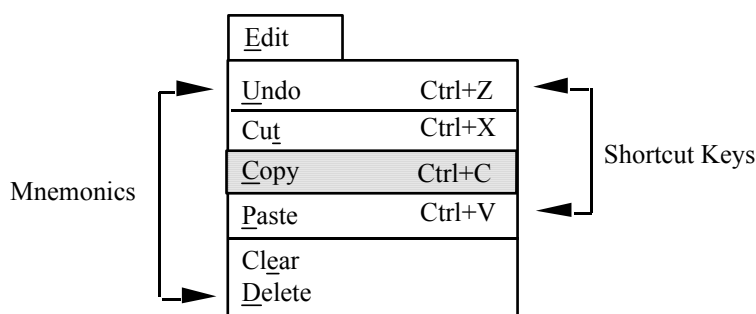 Edit
Undo Ctrl+Z
Cut Ctrl+X
Copy Ctrl+C
Paste Ctrl+V
Clear
Delete
Mnemonics
Shortcut Keys